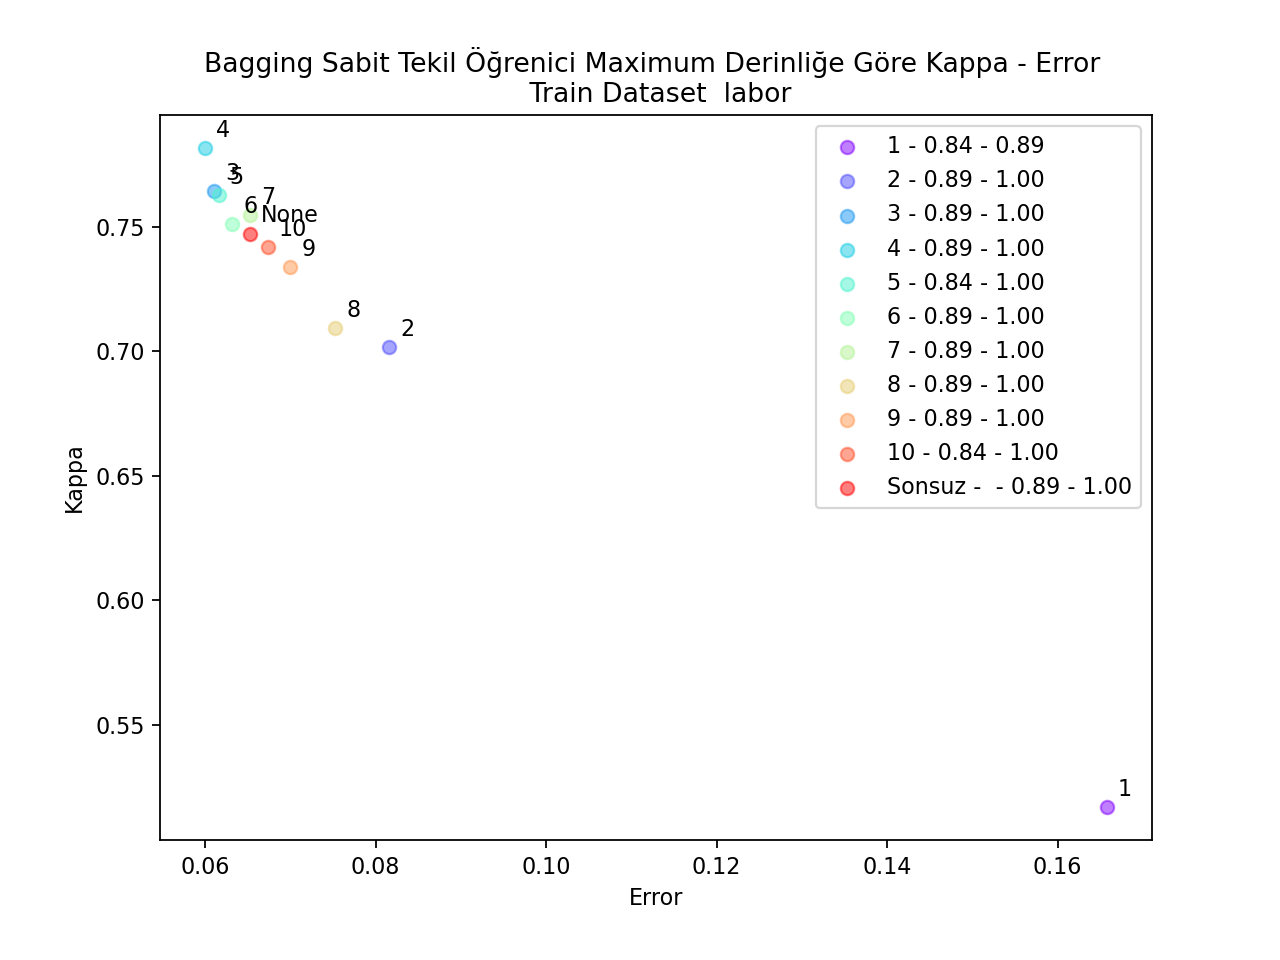 Bagging Sabit Tekil Öğrenici Maximum Derinliğe Göre Kappa - Error
Train Dataset  labor
4
3
5
7
6
None
10
9
8
2
1
1 - 0.84 - 0.89
2 - 0.89 - 1.00
3 - 0.89 - 1.00
4 - 0.89 - 1.00
5 - 0.84 - 1.00
6 - 0.89 - 1.00
7 - 0.89 - 1.00
8 - 0.89 - 1.00
9 - 0.89 - 1.00
10 - 0.84 - 1.00
Sonsuz -  - 0.89 - 1.00
Kappa
0.75
0.70
0.65
0.60
0.55
0.06 0.08 0.10 0.12 0.14 0.16
Error